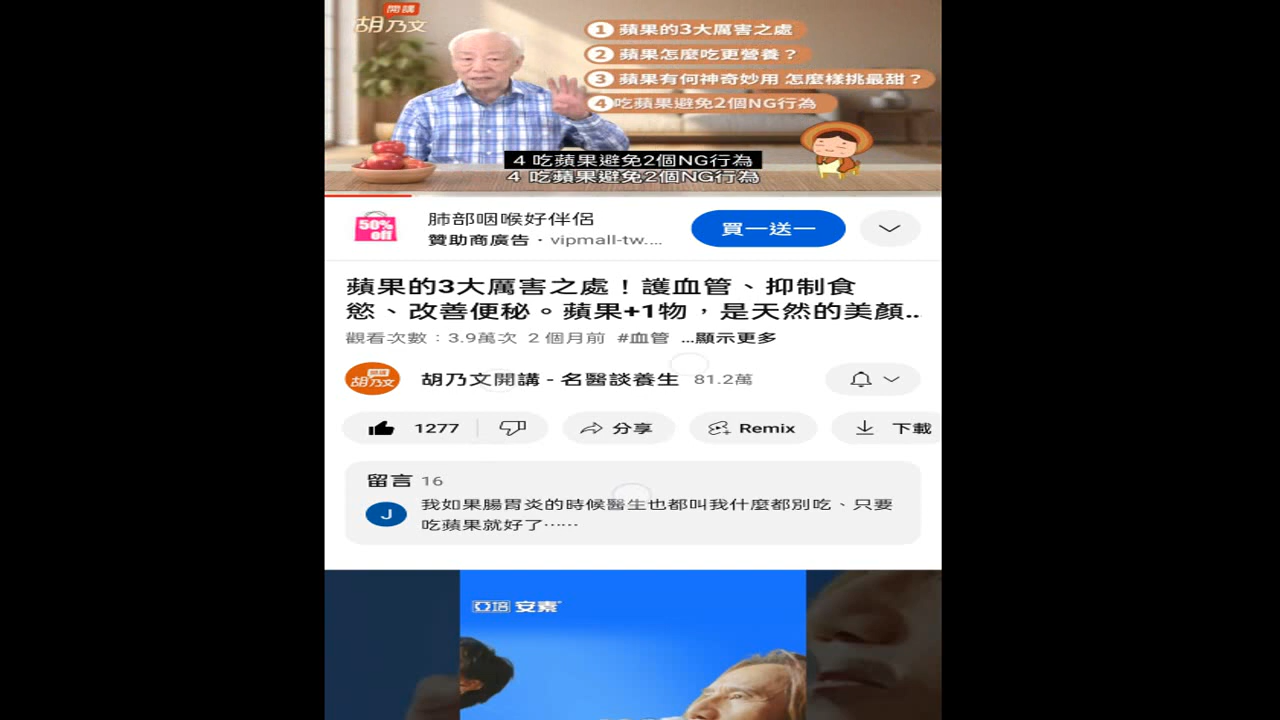 開講
胡乃文
1 蘋果的3大厲害之處
2 蘋果怎麼吃更營養？
3 蘋果有何神奇妙用 怎麼樣挑最甜？
4 吃蘋果避免2個NG行為
4 吃蘋果避免2個NG行為
4 吃蘋果避免2個NG行為
50% off
肺部咽喉好伴侶
贊助商廣告・vipmall-tw....
買一送一
蘋果的3大厲害之處！護血管、抑制食
慾、改善便秘。蘋果+1物，是天然的美顏..
觀看次數：3.9萬次 2 個月前 #血管 ...顯示更多
開講
胡乃文
胡乃文開講 - 名醫談養生 81.2萬
1277 分享 Remix 下載
留言 16
J
我如果腸胃炎的時候醫生也都叫我什麼都別吃、只要
吃蘋果就好了……
亞培 安素